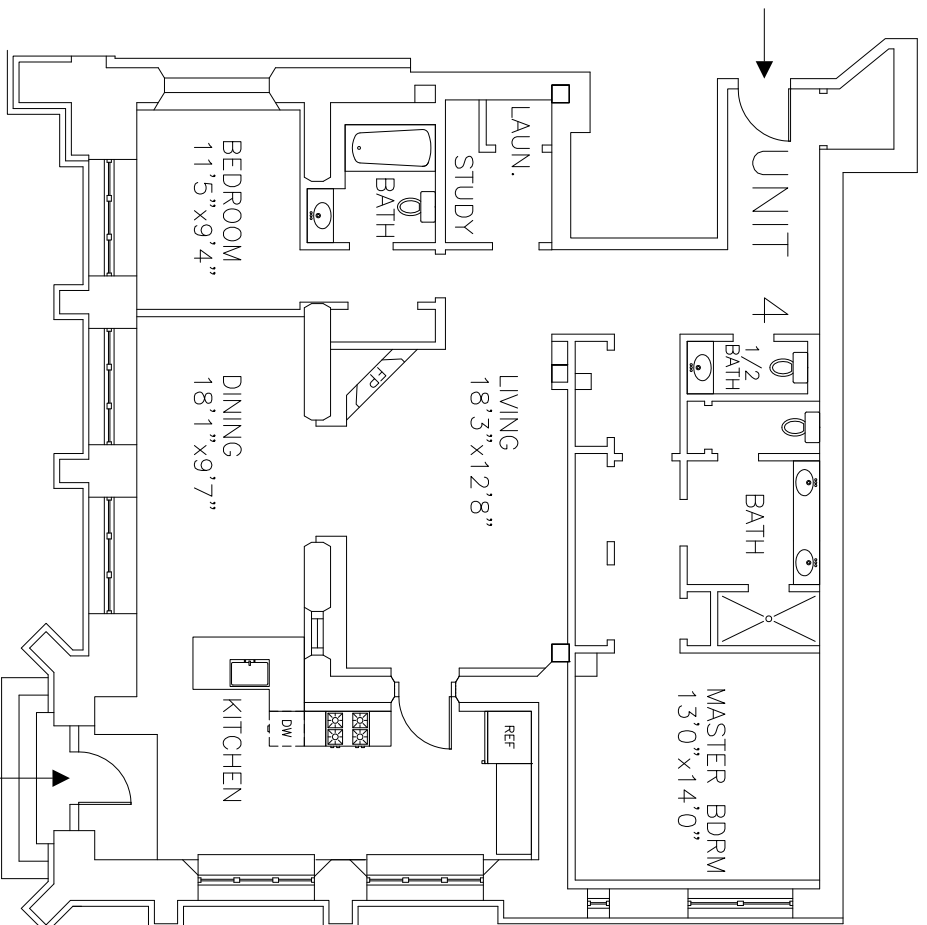 UNIT 4
LAUN.
STUDY
BATH
BEDROOM
11'5"x9'4"
1/2
BATH
FP
LIVING
18'3"x12'8"
DINING
18'1"x9'7"
BATH
MASTER BDRM
13'0"x14'0"
REF
DW
KITCHEN